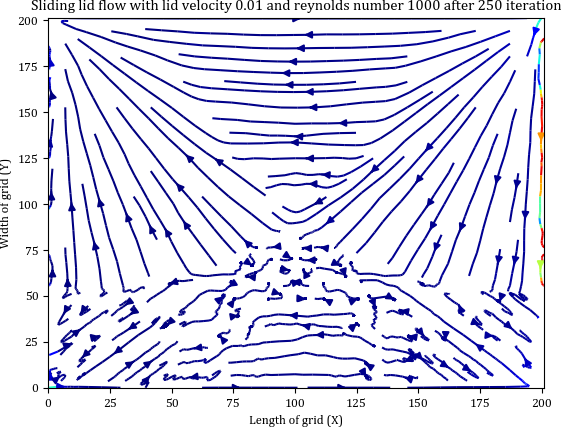 Sliding lid flow with lid velocity 0.01 and reynolds number 1000 after 250 iteration
200
175
150
125
100
75
50
25
0
Width of grid (Y)
0 25 50 75 100 125 150 175 200
Length of grid (X)